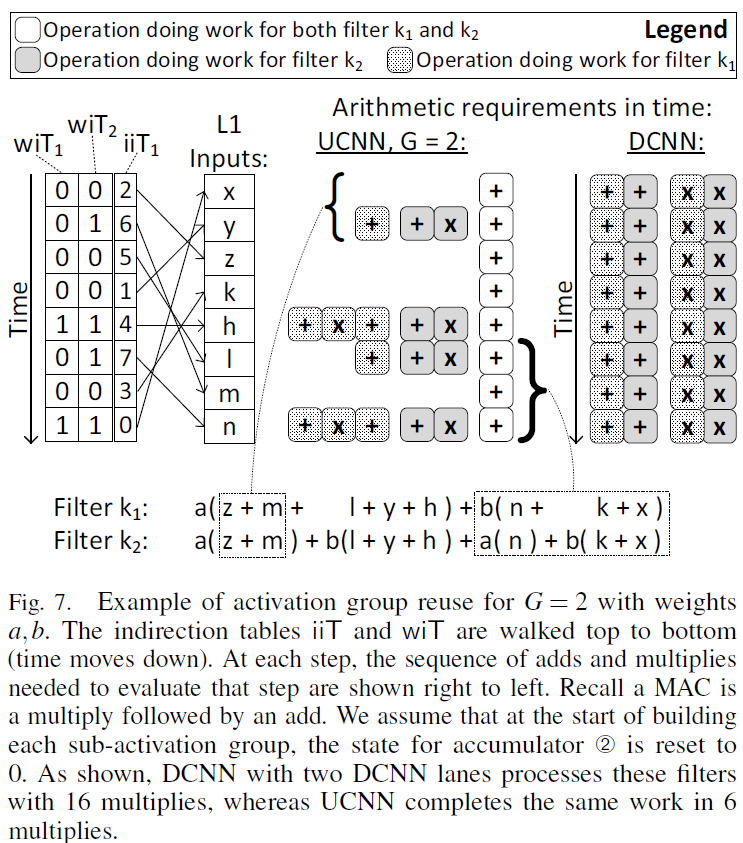 Operation doing work for both filter k₁ and k₂ Legend
Operation doing work for filter k₂ Operation doing work for filter k₁
Arithmetic requirements in time:
wiT₁ wiT₂ iiT₁ L1 Inputs: UCNN, G = 2: DCNN:
Time
0 0 2 x + + + x x
0 1 6 y + + x + + + x x
0 0 5 z + + + x x
0 0 1 k + + + x x
1 1 4 h + x + + x + + + x x
0 1 7 l + + x + + + x x
0 0 3 m + + + x x
1 1 0 n + x + + x + + + x x
Time
Filter k₁: a( z + m + l + y + h ) + b( n + k + x )
Filter k₂: a( z + m ) + b(l + y + h ) + a( n ) + b( k + x )
Fig. 7. Example of activation group reuse for G = 2 with weights
a,b. The indirection tables iiT and wiT are walked top to bottom
(time moves down). At each step, the sequence of adds and multiplies
needed to evaluate that step are shown right to left. Recall a MAC is
a multiply followed by an add. We assume that at the start of building
each sub-activation group, the state for accumulator ② is reset to
0. As shown, DCNN with two DCNN lanes processes these filters
with 16 multiplies, whereas UCNN completes the same work in 6
multiplies.